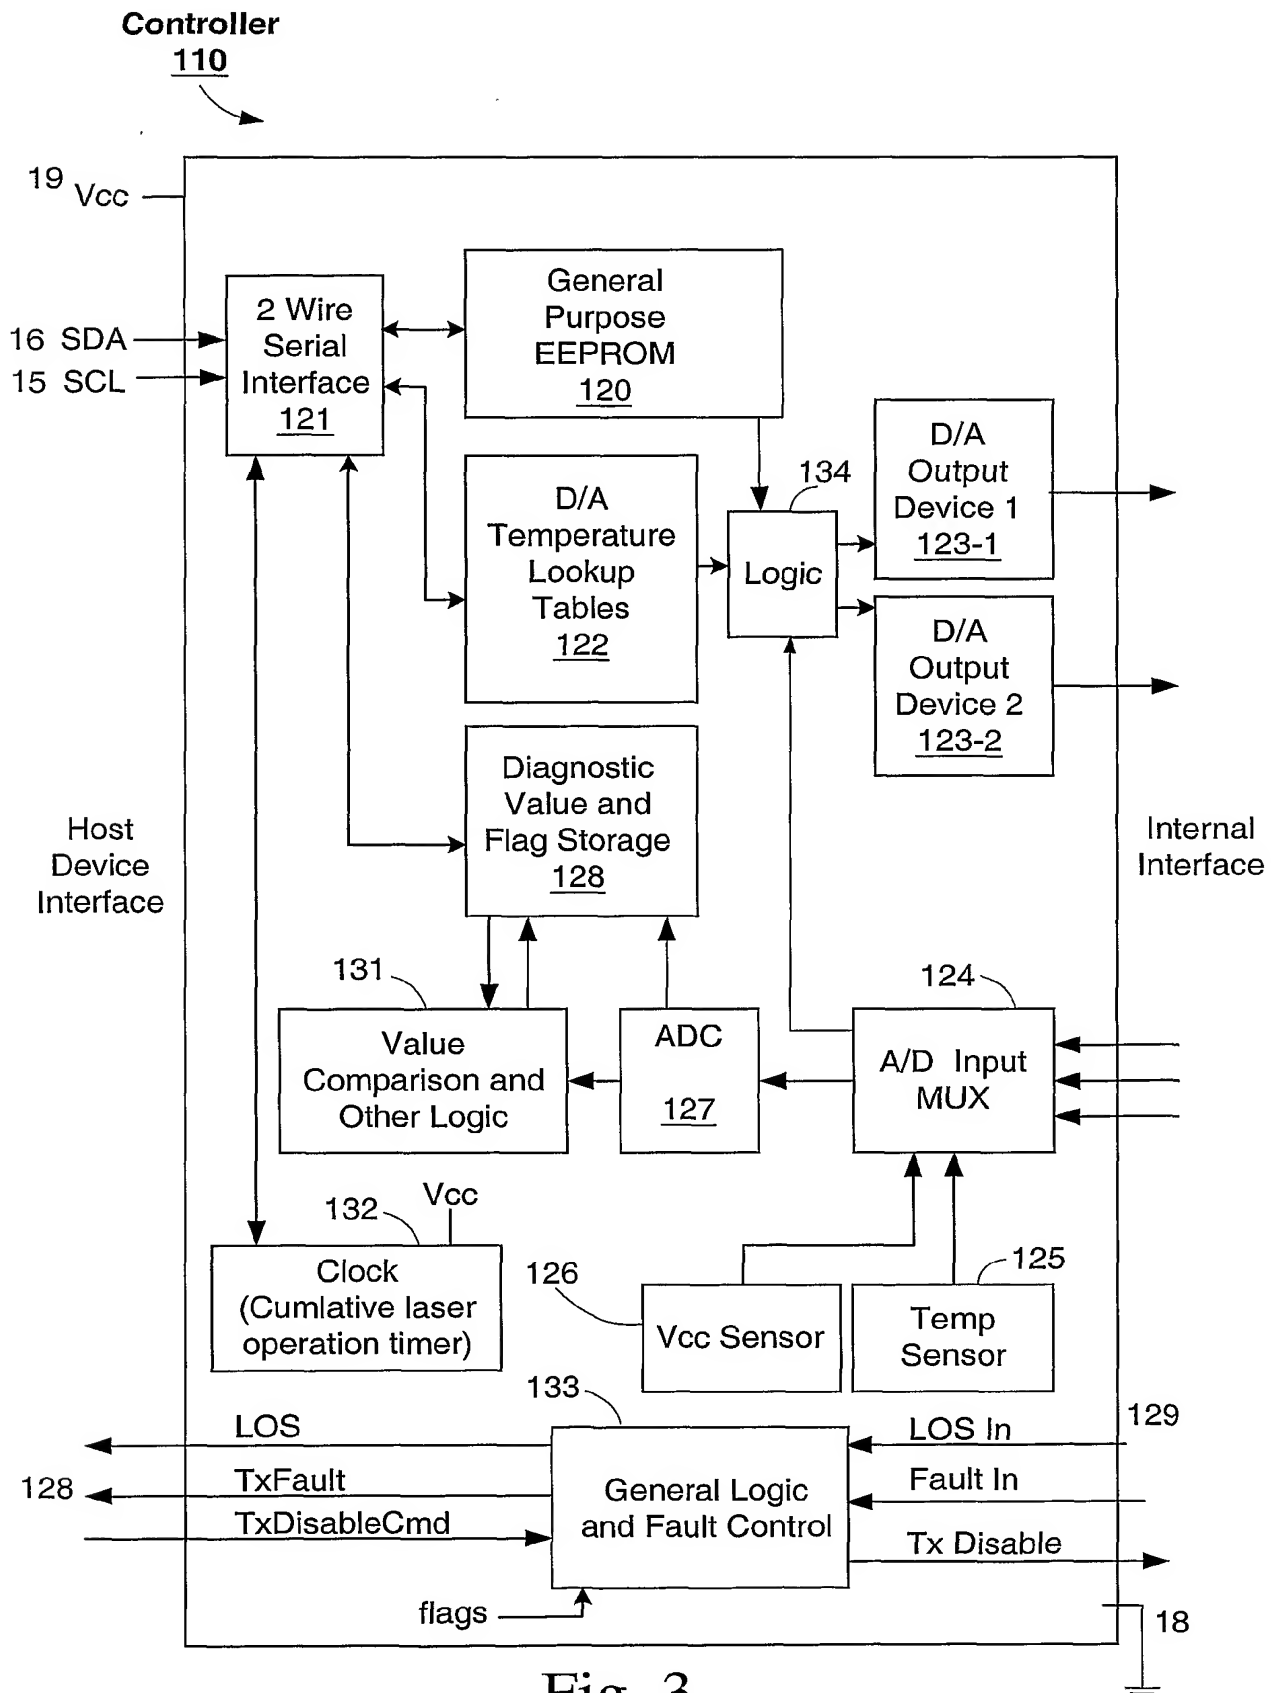 Controller
110
19 Vcc
16 SDA
15 SCL
2 Wire
Serial
Interface
121
General
Purpose
EEPROM
120
D/A
Temperature
Lookup
Tables
122
134
Logic
D/A
Output
Device 1
123-1
D/A
Output
Device 2
123-2
Diagnostic
Value and
Flag Storage
128
Host
Device
Interface
Internal
Interface
131
Value
Comparison and
Other Logic
ADC
127
124
A/D Input
MUX
132
Vcc
Clock
(Cumlative laser
operation timer)
126
Vcc Sensor
125
Temp
Sensor
133
General Logic
and Fault Control
LOS
128
TxFault
TxDisableCmd
flags
LOS In
129
Fault In
Tx Disable
18
Fig. 3